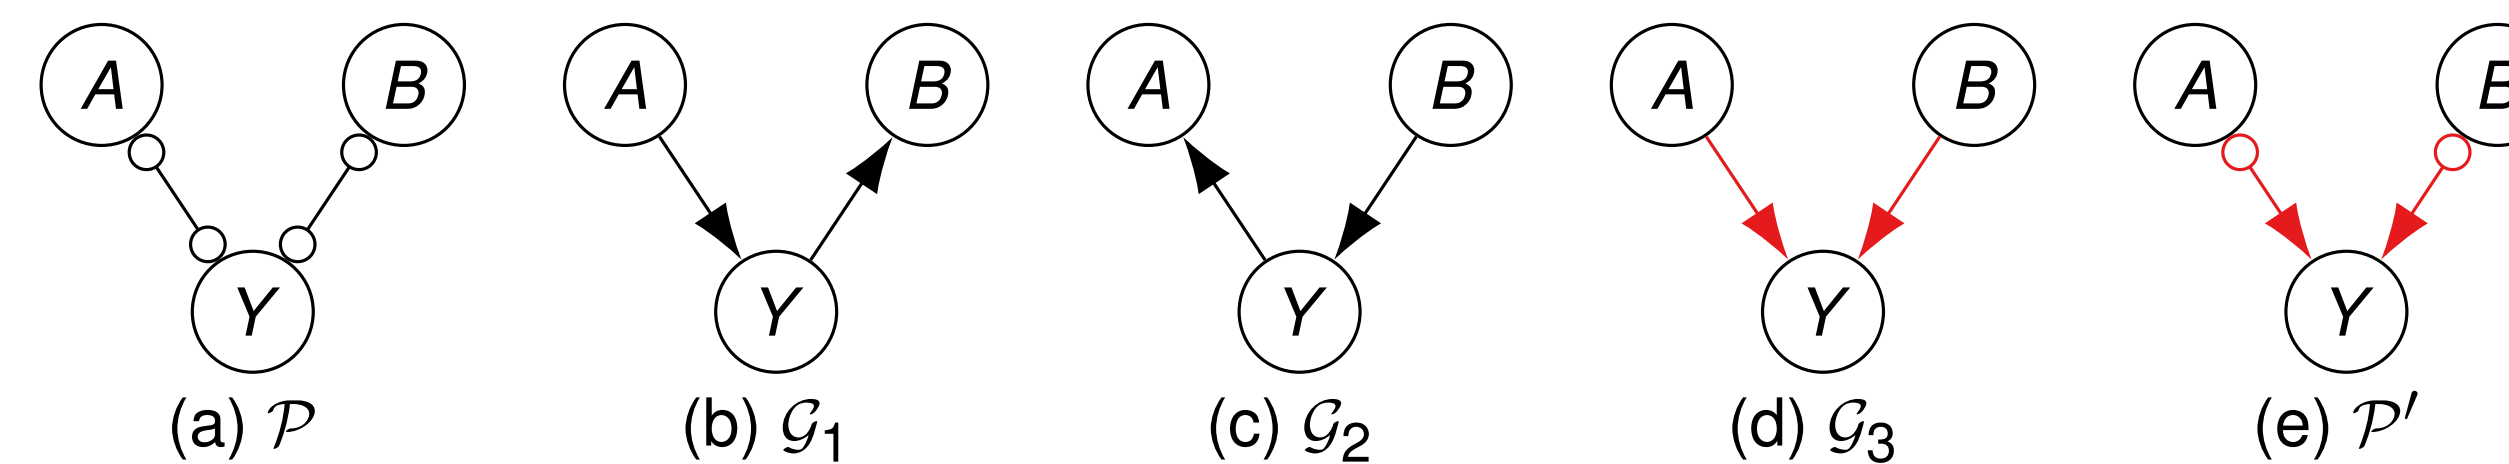 A B A B A B A B A B
Y Y Y Y Y
(a) 𝒫 (b) 𝒢₁ (c) 𝒢₂ (d) 𝒢₃ (e) 𝒫′